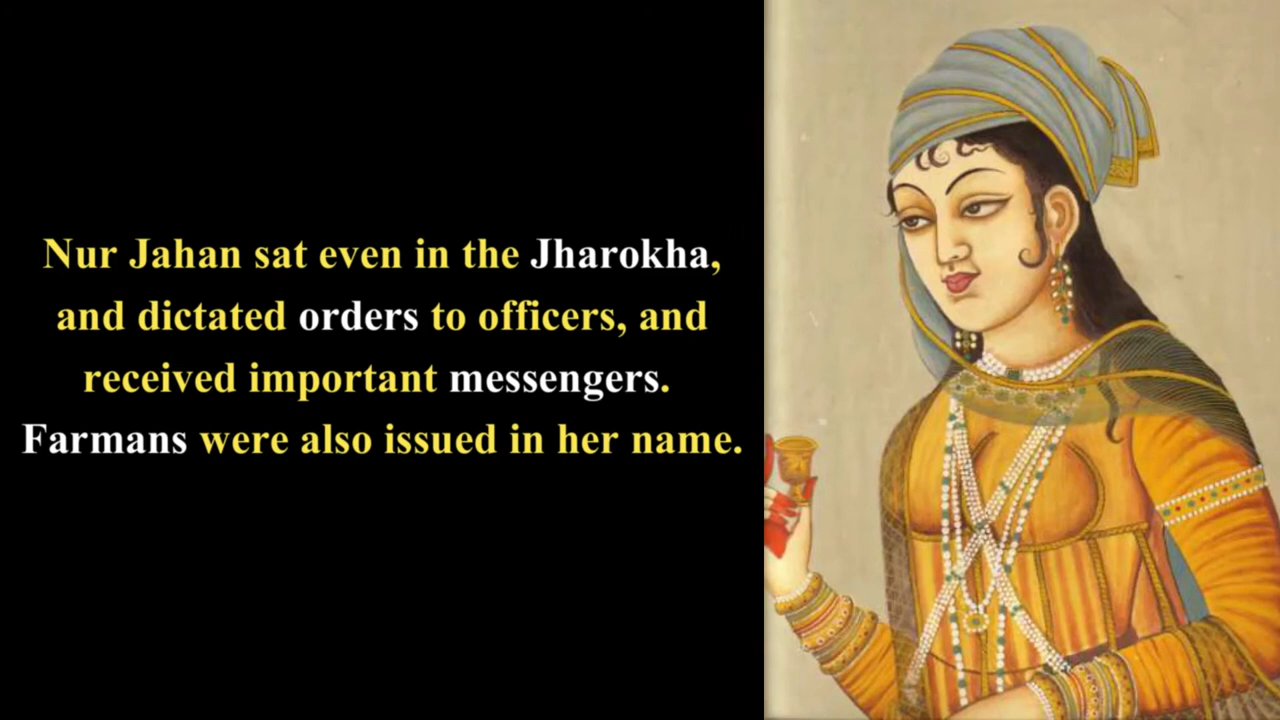 Nur Jahan sat even in the Jharokha,
and dictated orders to officers, and
received important messengers.
Farmans were also issued in her name.